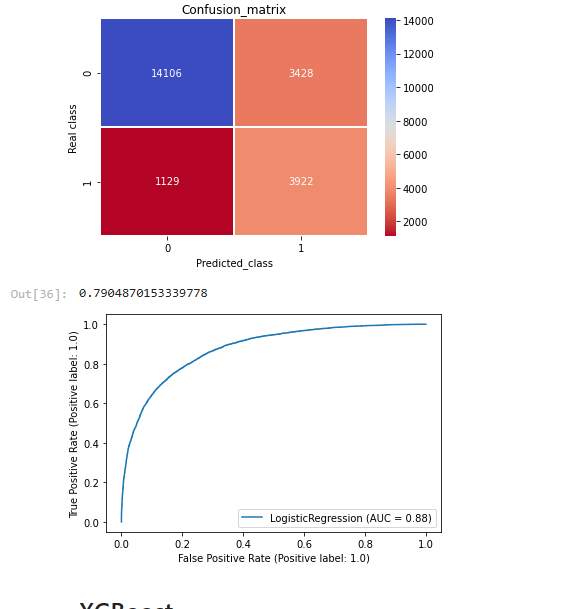 Confusion_matrix
14106 3428
1129 3922
0
1
Real class
0 1
Predicted_class
14000
12000
10000
8000
6000
4000
2000
Out[36]: 0.7904870153339778
1.0
0.8
0.6
0.4
0.2
0.0
True Positive Rate (Positive label: 1.0)
LogisticRegression (AUC = 0.88)
0.0 0.2 0.4 0.6 0.8 1.0
False Positive Rate (Positive label: 1.0)
XGBoost